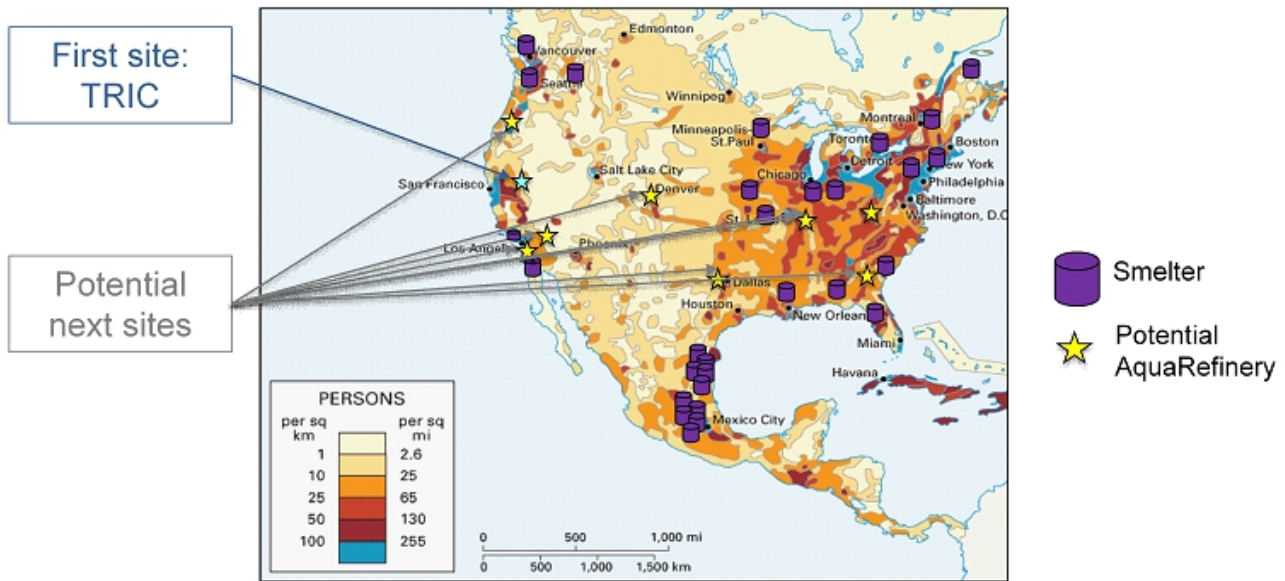 First site:
TRIC
Potential
next sites
Edmonton
Vancouver
Seattle
Winnipeg
Minneapolis-
St.Paul
Montreal
Toronto
Boston
Detroit
New York
Chicago
Philadelphia
Baltimore
Washington, D.C
Salt Lake City
San Francisco
Denver
St. L
Los Angel
Phoenix
Dallas
Houston
New Orlean
Miami
Havana
Mexico City
PERSONS
per sq
km
per sq
mi
1
2.6
10
25
25
65
50
130
100
255
0
500
1,000 mi
0
500
1,000
1,500 km
Smelter
Potential
AquaRefinery